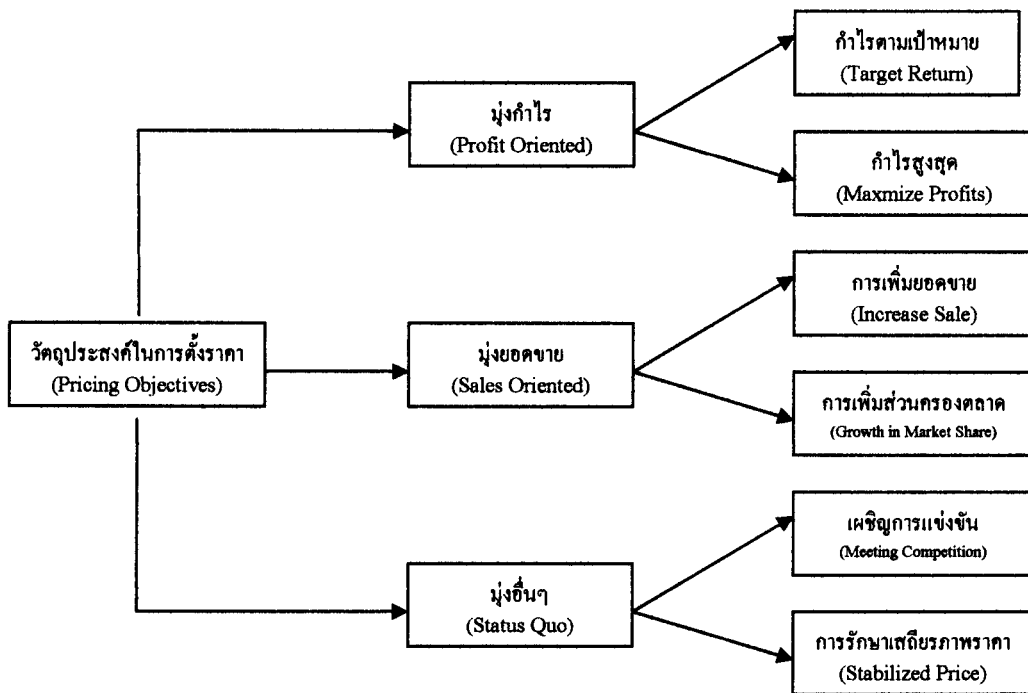 กำไรตามเป้าหมาย
(Target Return)
มุ่งกำไร
(Profit Oriented)
กำไรสูงสุด
(Maxmize Profits)
การเพิ่มยอดขาย
(Increase Sale)
วัตถุประสงค์ในการตั้งราคา
(Pricing Objectives)
มุ่งยอดขาย
(Sales Oriented)
การเพิ่มส่วนครองตลาด
(Growth in Market Share)
เผชิญการแข่งขัน
(Meeting Competition)
มุ่งอื่นๆ
(Status Quo)
การรักษาเสถียรภาพราคา
(Stabilized Price)